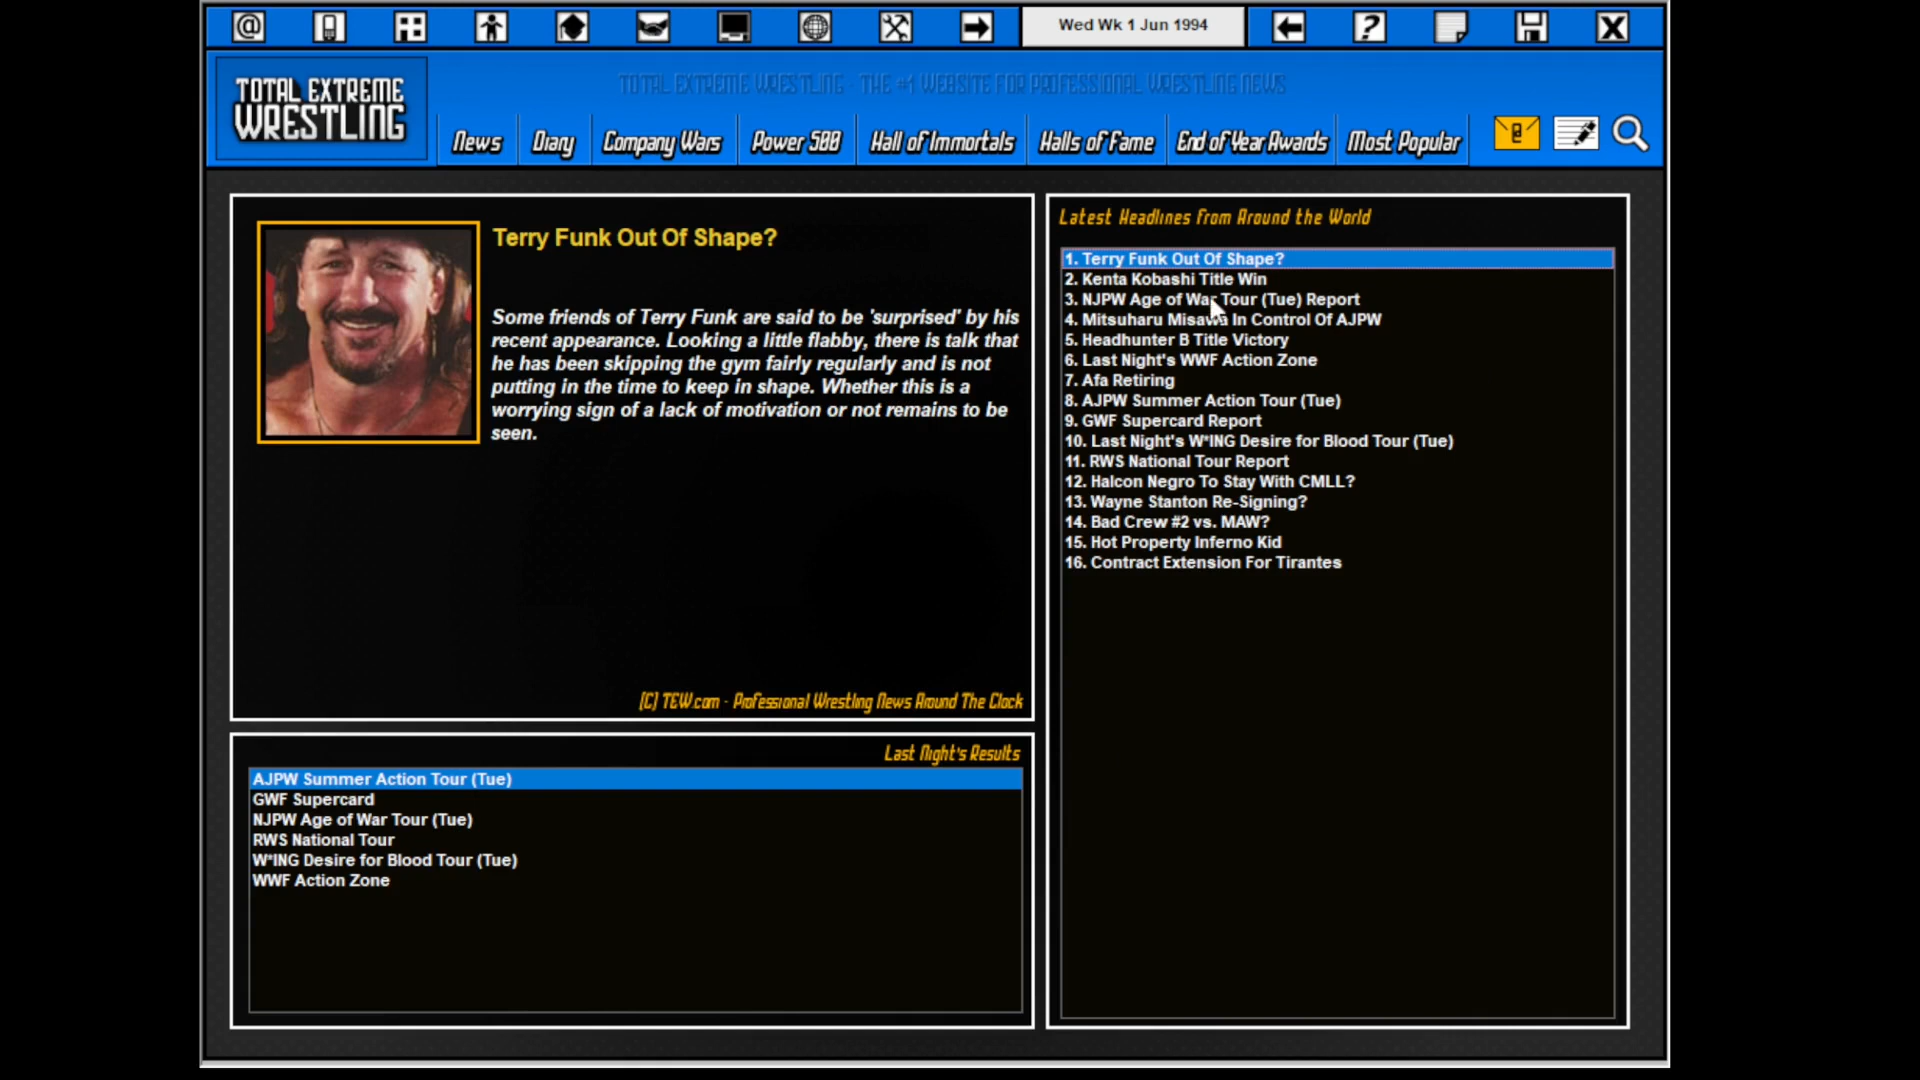 Wed Wk 1 Jun 1994
TOTAL EXTREME
WRESTLING
TOTAL EXTREME WRESTLING - THE #1 WEBSITE FOR PROFESSIONAL WRESTLING NEWS
News
Diary
Company Wars
Power 500
Hall of Immortals
Halls of Fame
End of Year Awards
Most Popular
Terry Funk Out Of Shape?
Some friends of Terry Funk are said to be 'surprised' by his
recent appearance. Looking a little flabby, there is talk that
he has been skipping the gym fairly regularly and is not
putting in the time to keep in shape. Whether this is a
worrying sign of a lack of motivation or not remains to be
seen.
(C) TEW.com - Professional Wrestling News Around The Clock
Last Night's Results
AJPW Summer Action Tour (Tue)
GWF Supercard
NJPW Age of War Tour (Tue)
RWS National Tour
W*ING Desire for Blood Tour (Tue)
WWF Action Zone
Latest Headlines From Around the World
1. Terry Funk Out Of Shape?
2. Kenta Kobashi Title Win
3. NJPW Age of War Tour (Tue) Report
4. Mitsuharu Misawa In Control Of AJPW
5. Headhunter B Title Victory
6. Last Night's WWF Action Zone
7. Afa Retiring
8. AJPW Summer Action Tour (Tue)
9. GWF Supercard Report
10. Last Night's W*ING Desire for Blood Tour (Tue)
11. RWS National Tour Report
12. Halcon Negro To Stay With CMLL?
13. Wayne Stanton Re-Signing?
14. Bad Crew #2 vs. MAW?
15. Hot Property Inferno Kid
16. Contract Extension For Tirantes